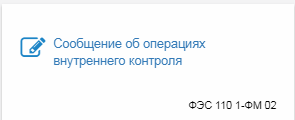 Сообщение об операциях
внутреннего контроля
ФЭС 110 1-ФМ 02